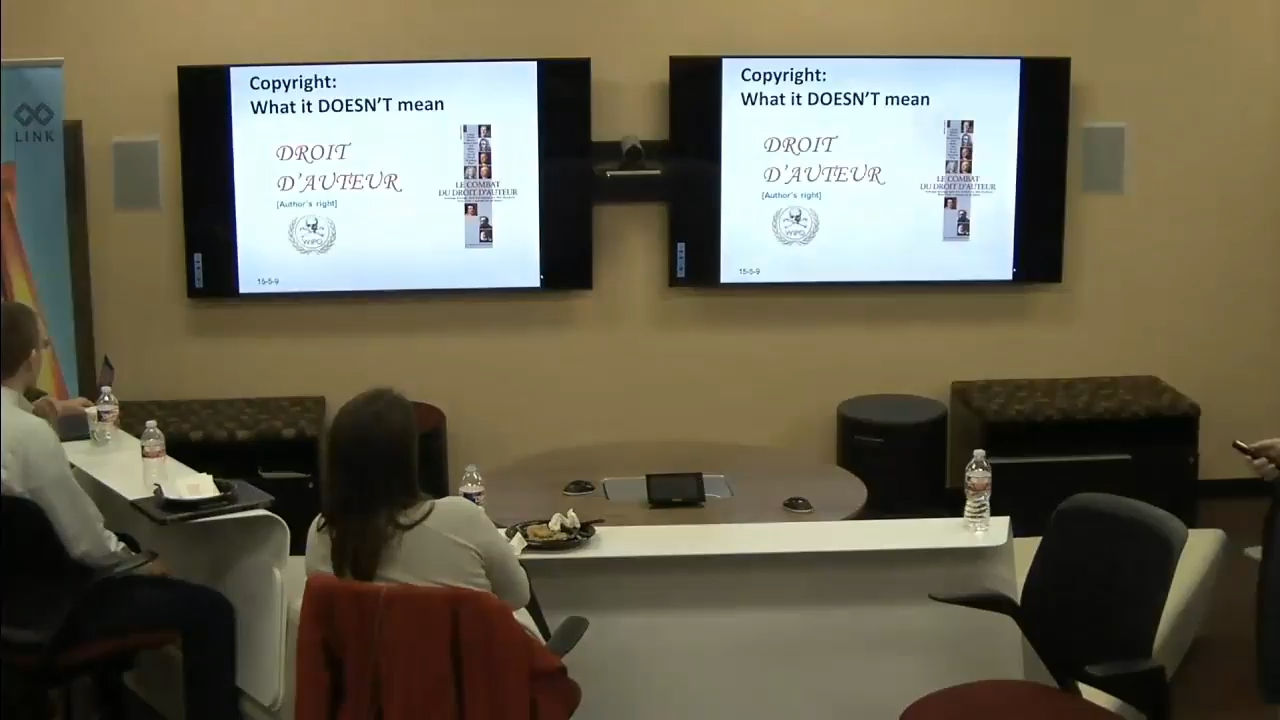 LINK
Copyright:
What it DOESN'T mean
DROIT
D'AUTEUR
[Author's right]
WIPO
LE COMBAT
DU DROIT D'AUTEUR
15-5-9
Copyright:
What it DOESN'T mean
DROIT
D'AUTEUR
[Author's right]
WIPO
LE COMBAT
DU DROIT D'AUTEUR
15-5-9